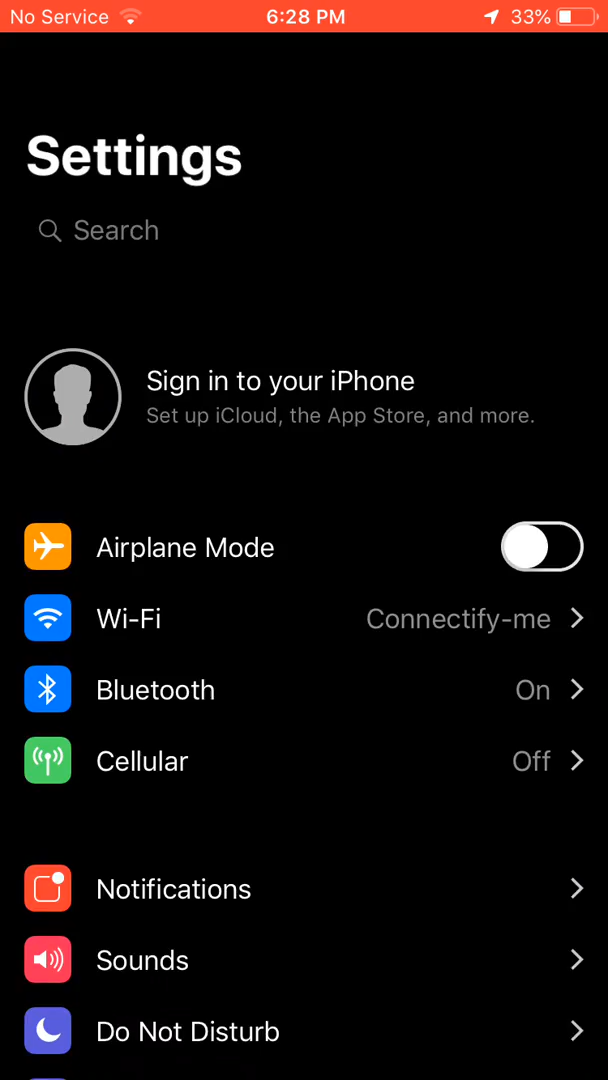 No Service 6:28 PM 33%
Settings
Search
Sign in to your iPhone
Set up iCloud, the App Store, and more.
Airplane Mode
Wi-Fi Connectify-me
Bluetooth On
Cellular Off
Notifications
Sounds
Do Not Disturb